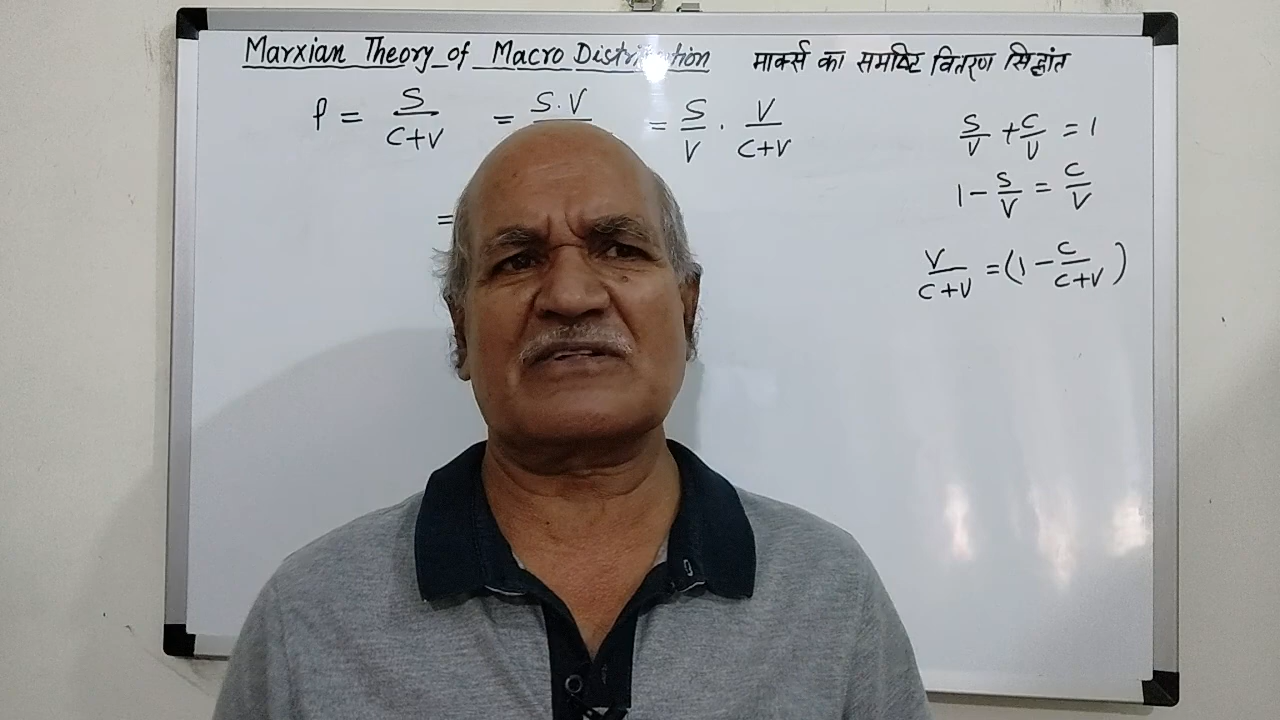 Marxian Theory of Macro Distribution मार्क्स का समष्टि वितरण सिद्धांत
P = S/(C+V) = S·V = S/V · V/(C+V)
=
S/V + C/V = 1
1 - S/V = C/V
V/(C+V) = (1 - C/(C+V))